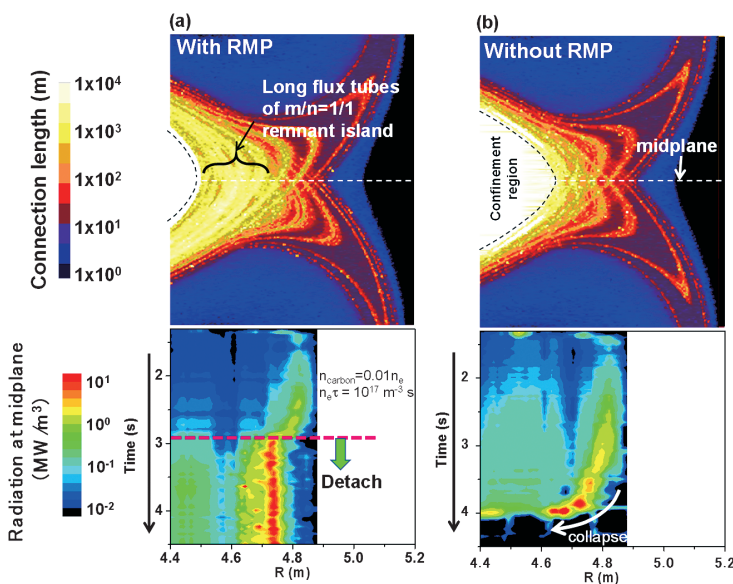 (a)
With RMP
Long flux tubes
of m/n=1/1
remnant island
Connection length (m)
1x10⁴
1x10³
1x10²
1x10¹
1x10⁰
(b)
Without RMP
midplane
Confinement
region
Radiation at midplane
(MW /m³)
10¹
10⁰
10⁻¹
10⁻²
Time (s)
2
3
4
n_carbon=0.01n_e
n_eτ = 10¹⁷ m⁻³ s
Detach
4.4
4.6
4.8
5.0
5.2
R (m)
Time (s)
2
3
4
collapse
4.4
4.6
4.8
5.0
5.2
R (m)